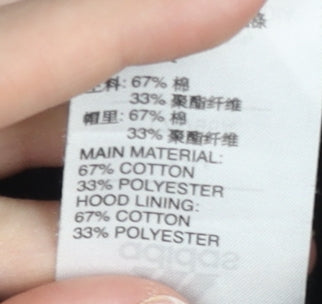 主料: 67% 棉
33% 聚酯纤维
帽里: 67% 棉
33% 聚酯纤维
MAIN MATERIAL:
67% COTTON
33% POLYESTER
HOOD LINING:
67% COTTON
33% POLYESTER